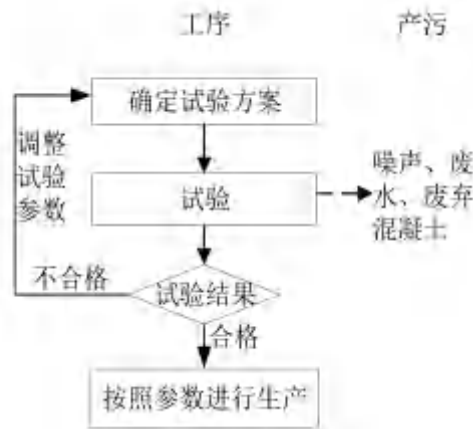 工序 产污
确定试验方案
调整
试验
参数
试验
噪声、废
水、废弃
混凝土
不合格
试验结果
合格
按照参数进行生产